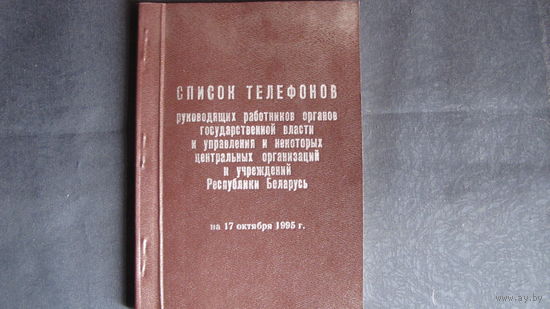 СПИСОК ТЕЛЕФОНОВ
руководящих работников органов
государственной власти
и управления и некоторых
центральных организаций
и учреждений
Республики Беларусь
на 17 октября 1995 г.
www.ay.by